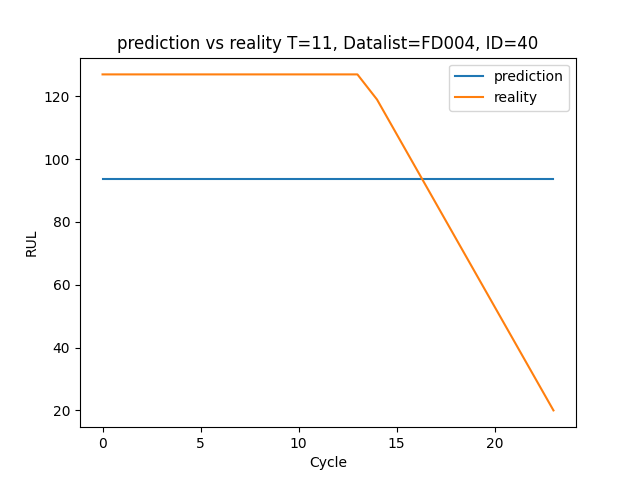 prediction vs reality T=11, Datalist=FD004, ID=40
prediction
reality
RUL
120
100
80
60
40
20
0 5 10 15 20
Cycle